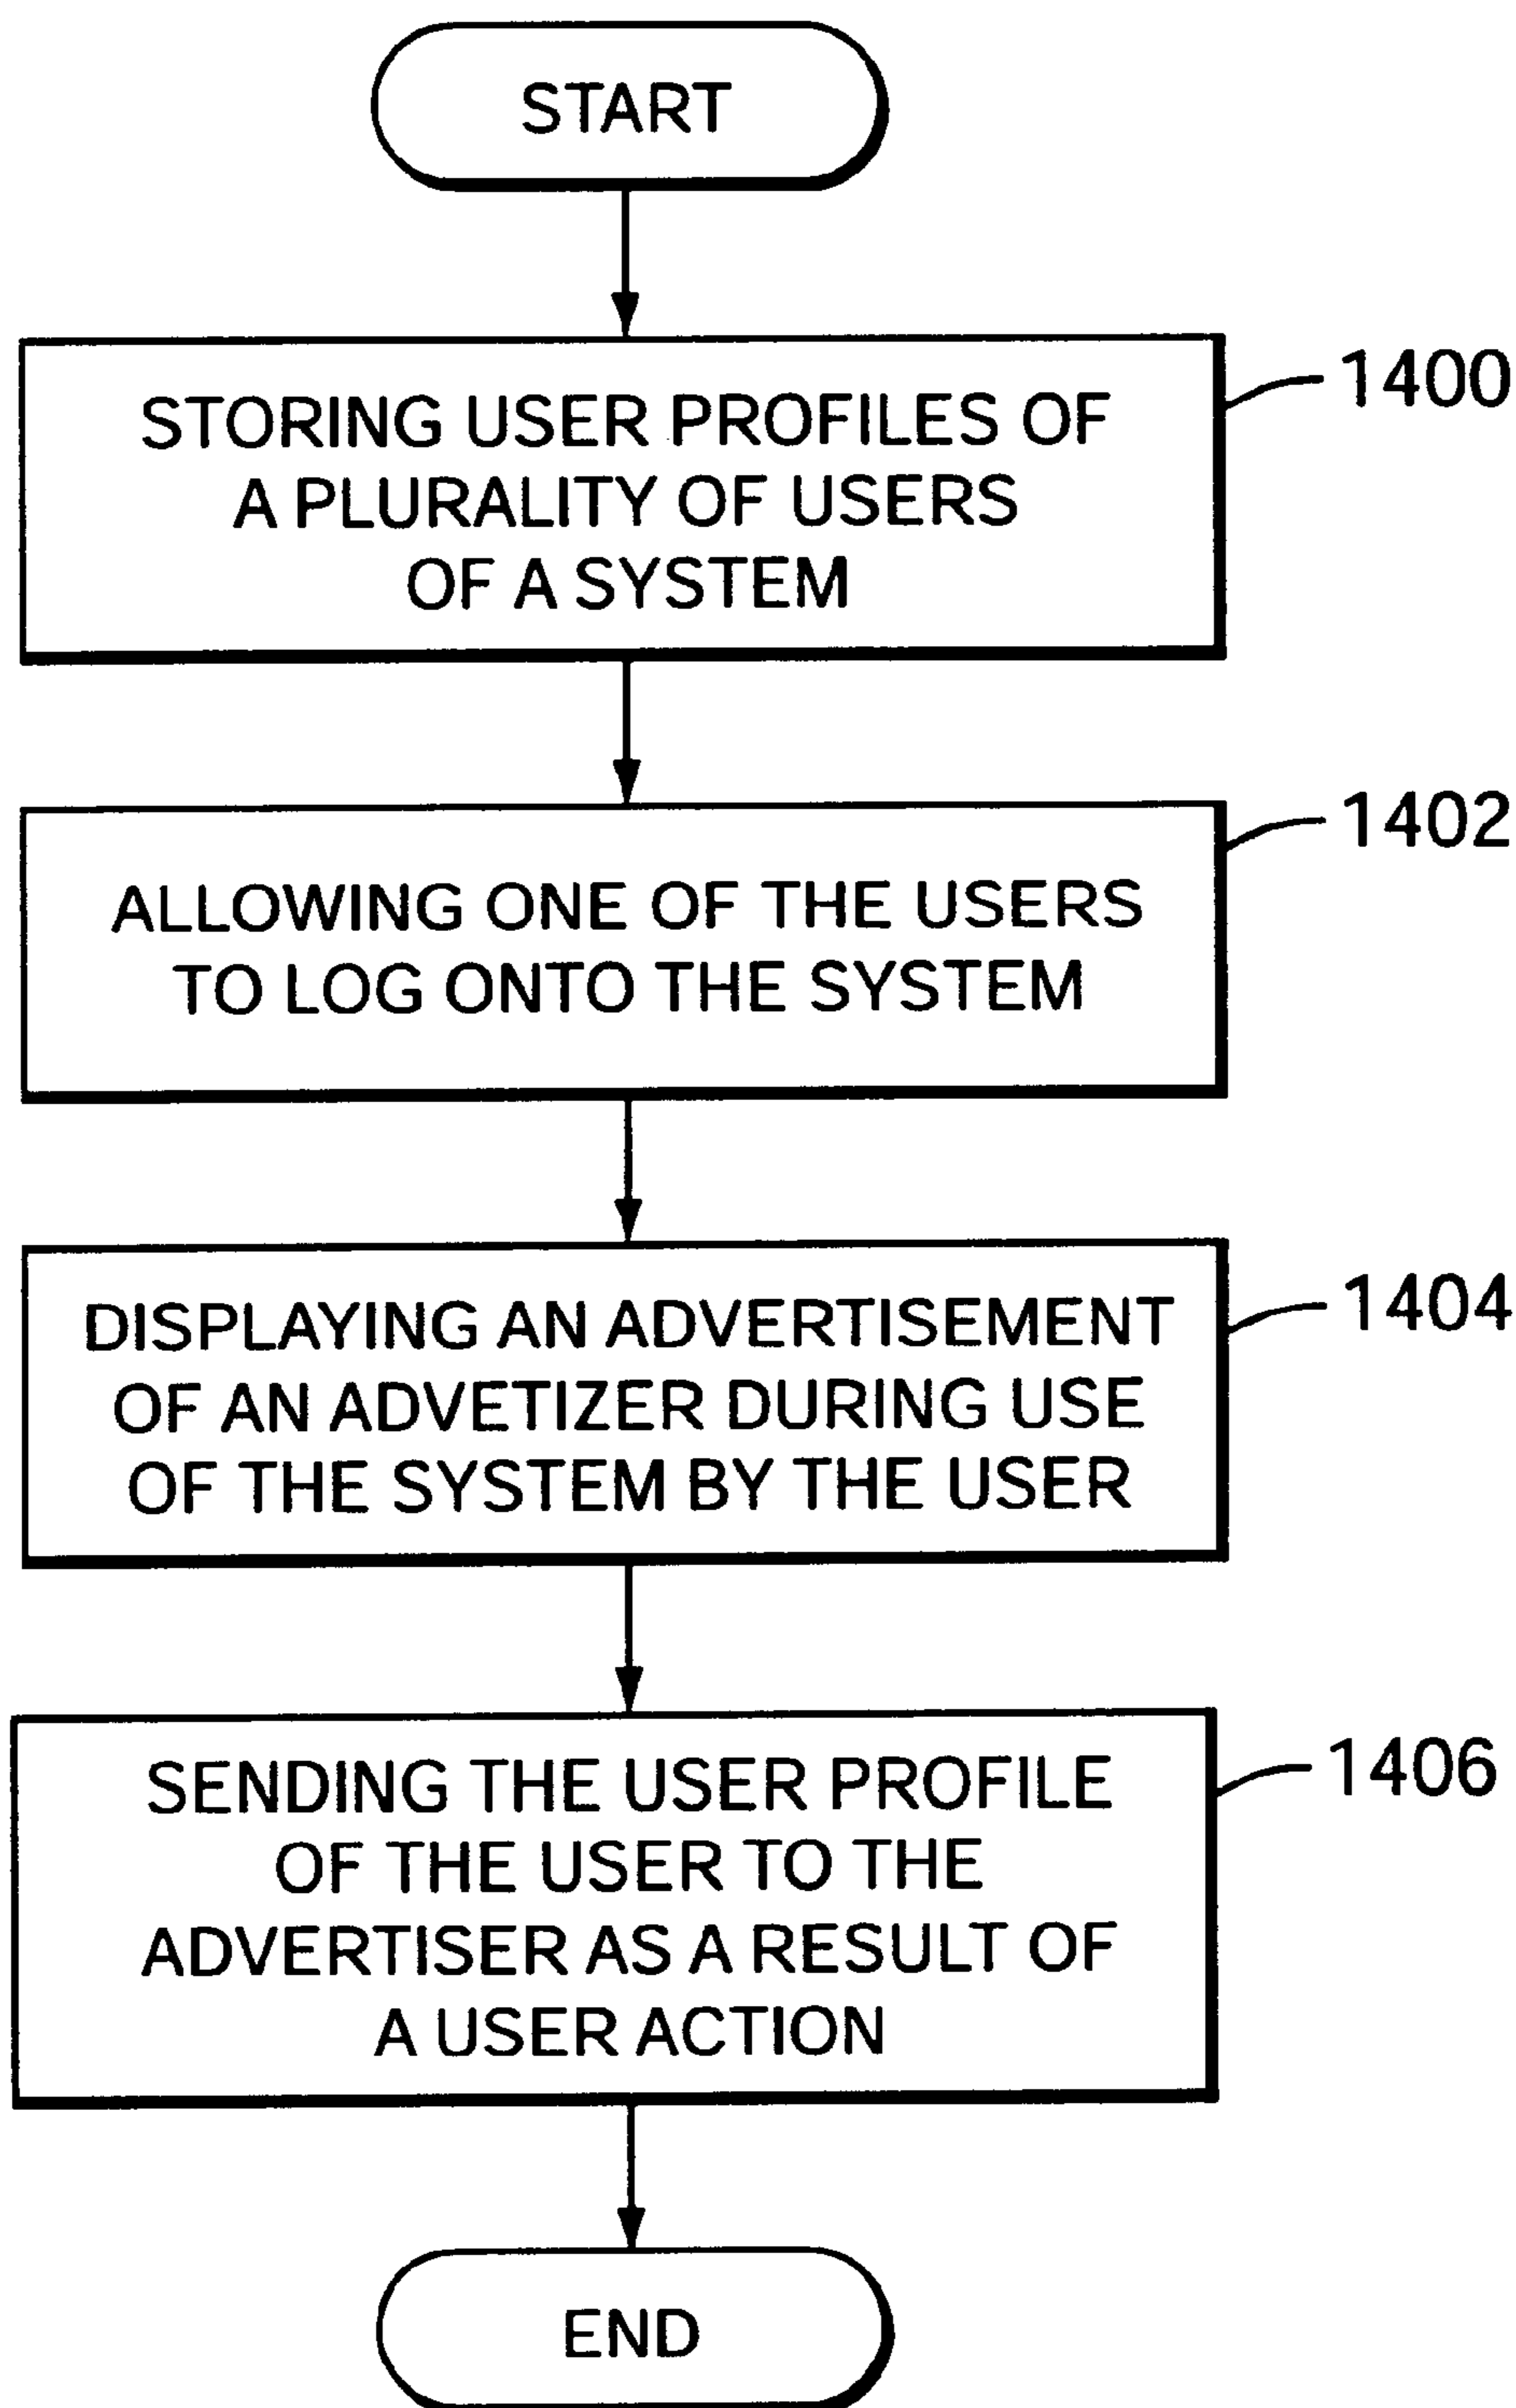 START
STORING USER PROFILES OF
A PLURALITY OF USERS
OF A SYSTEM
1400
ALLOWING ONE OF THE USERS
TO LOG ONTO THE SYSTEM
1402
DISPLAYING AN ADVERTISEMENT
OF AN ADVETIZER DURING USE
OF THE SYSTEM BY THE USER
1404
SENDING THE USER PROFILE
OF THE USER TO THE
ADVERTISER AS A RESULT OF
A USER ACTION
1406
END